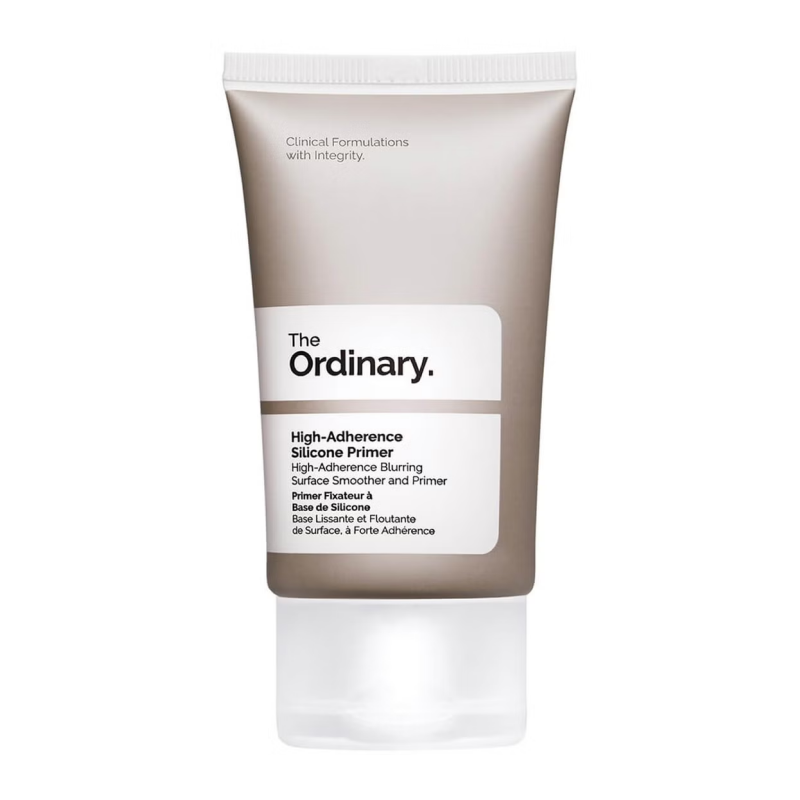 Clinical Formulations
with Integrity.
The
Ordinary.
High-Adherence
Silicone Primer
High-Adherence Blurring
Surface Smoother and Primer
Primer Fixateur à
Base de Silicone
Base Lissante et Floutante
de Surface, à Forte Adhérence